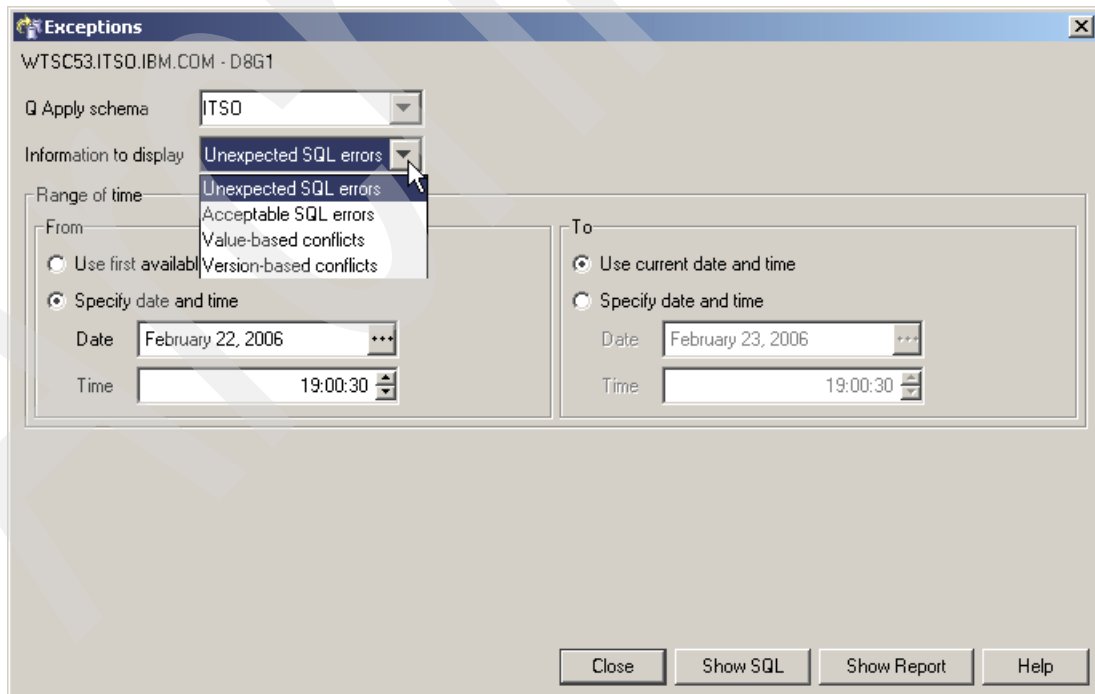 Exceptions
WTSC53.ITSO.IBM.COM - D8G1
Q Apply schema ITSO
Information to display Unexpected SQL errors
Unexpected SQL errors
Acceptable SQL errors
Value-based conflicts
Version-based conflicts
Range of time
From
Use first availabl
Specify date and time
Date February 22, 2006 ...
Time 19:00:30
To
Use current date and time
Specify date and time
Date February 23, 2006 ...
Time 19:00:30
Close Show SQL Show Report Help